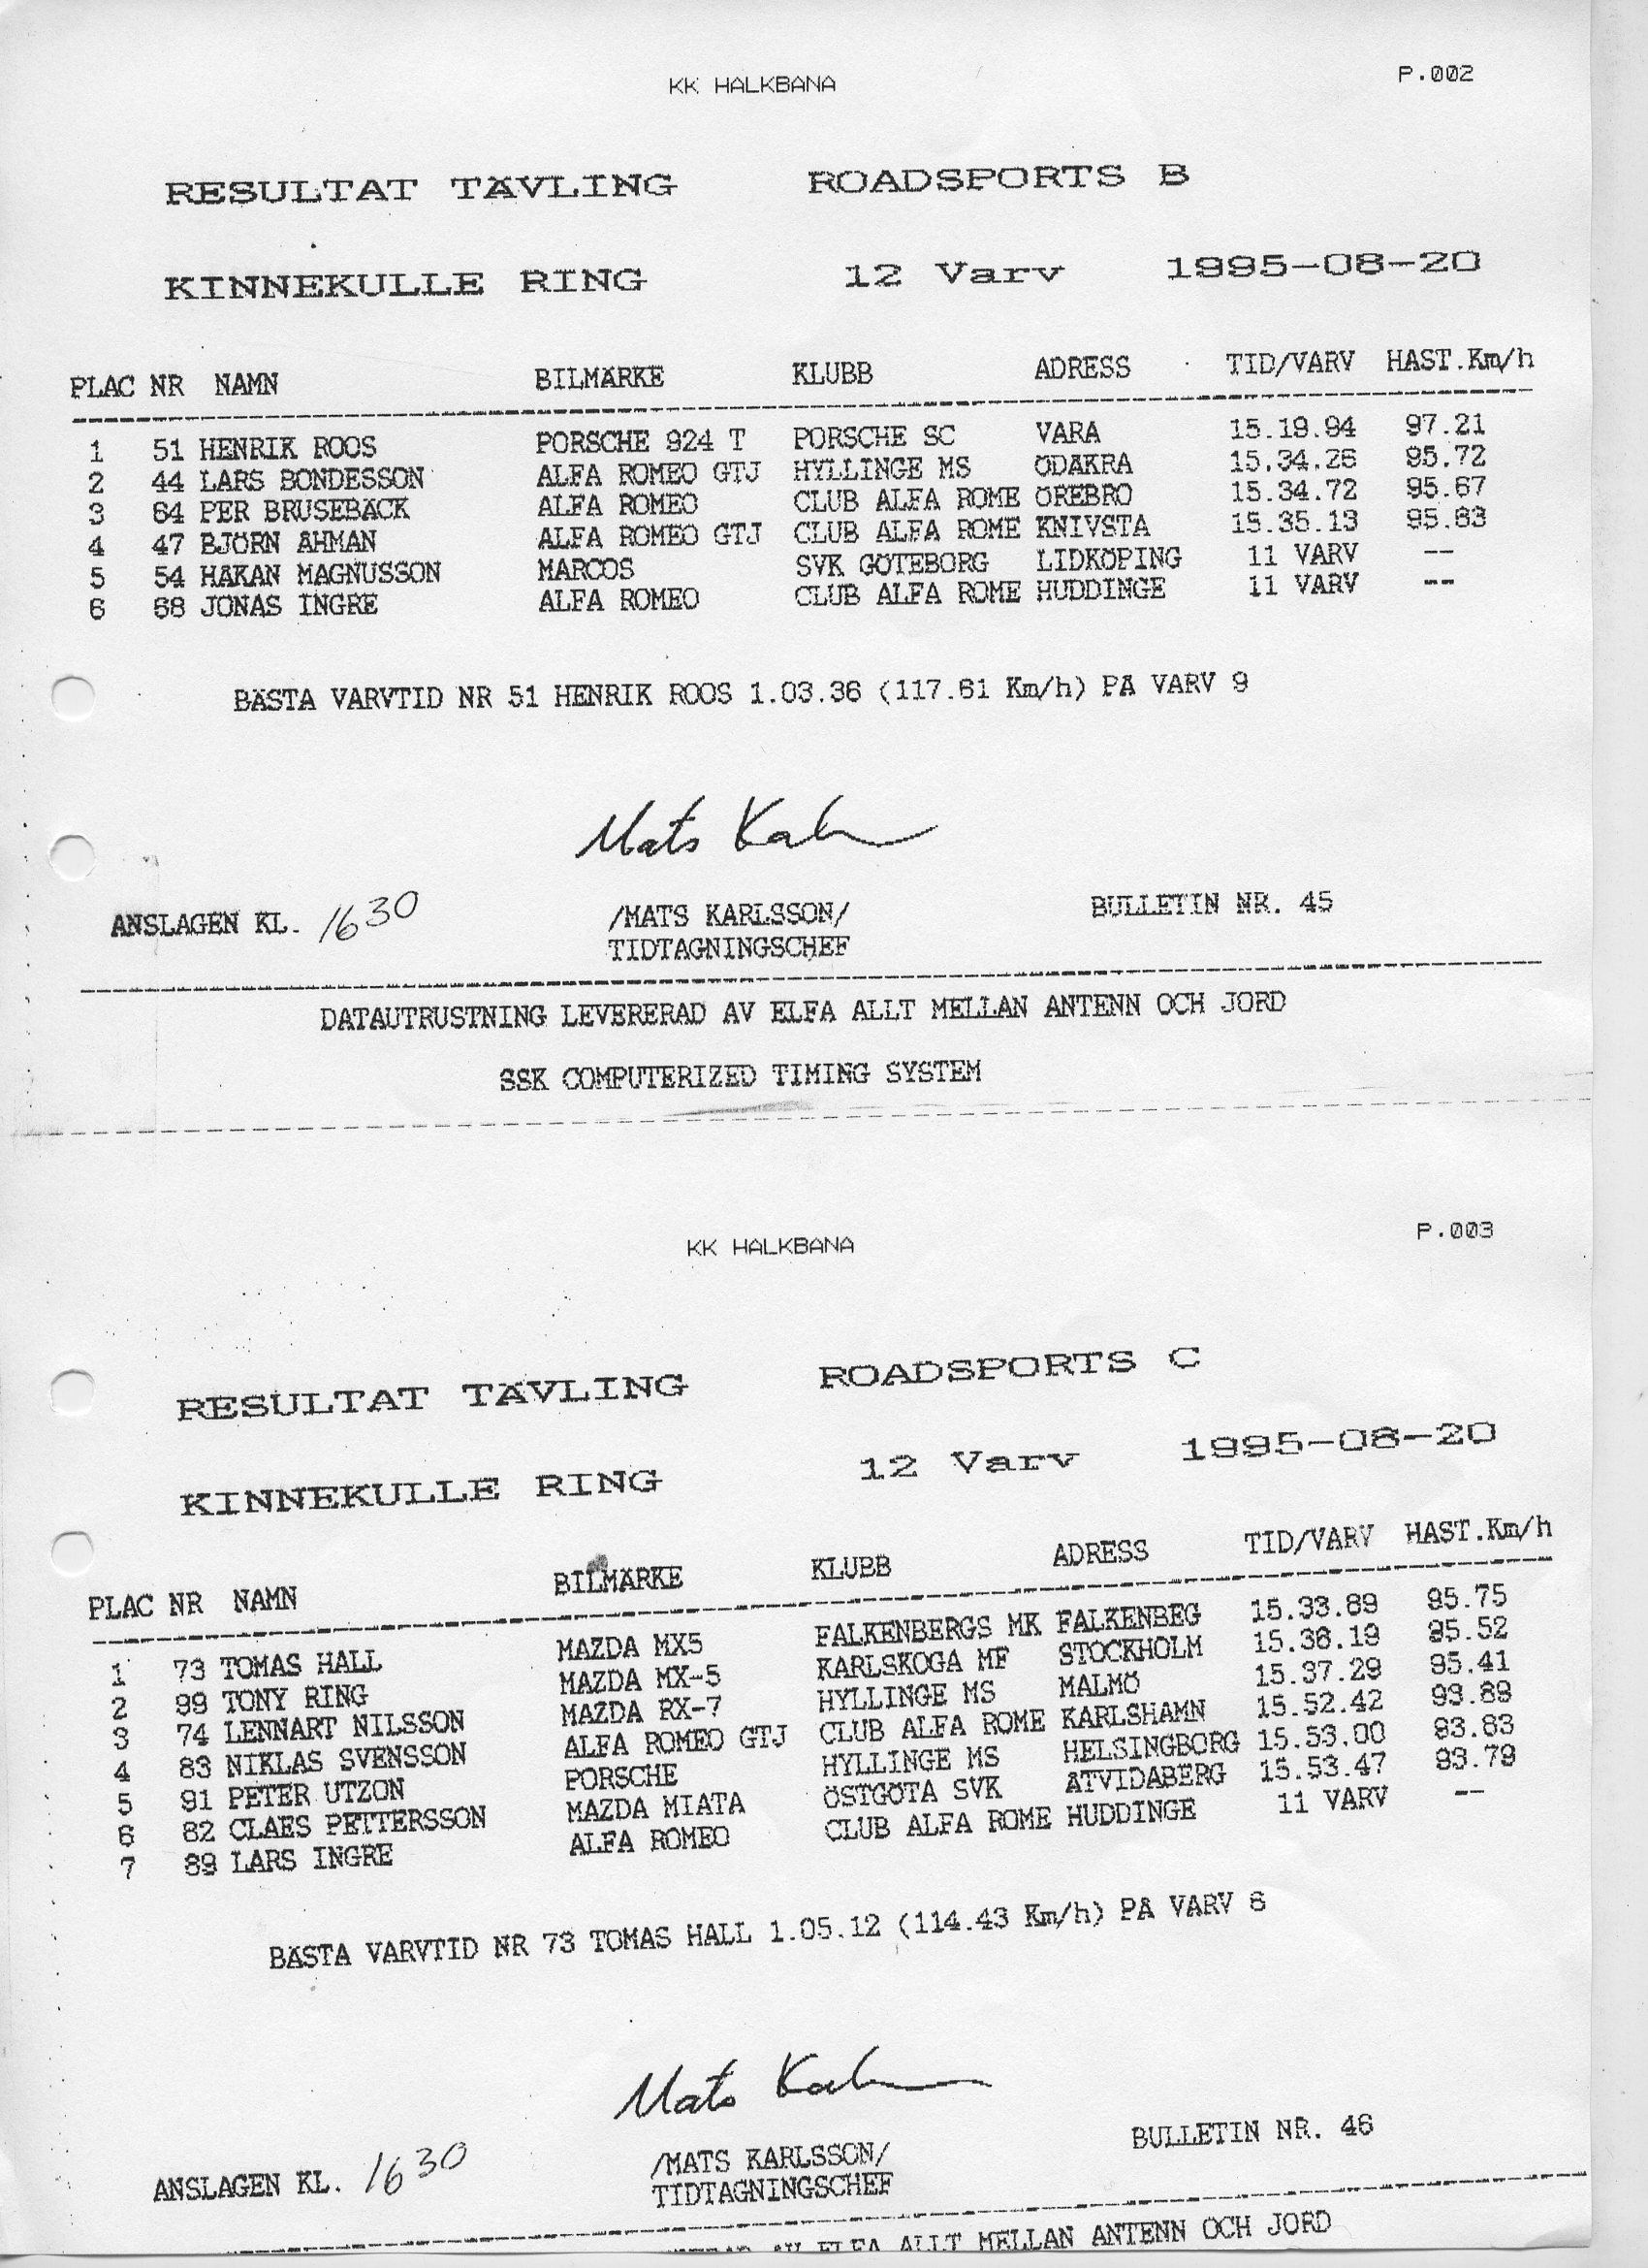 KK HALKBANA P.002
RESULTAT TÄVLING ROADSPORTS B
KINNEKULLE RING 12 Varv 1995-08-20
PLAC NR NAMN BILMÄRKE KLUBB ADRESS TID/VARV HAST.Km/h
1 51 HENRIK ROOS PORSCHE 924 T PORSCHE SC VARA 15.19.94 97.21
2 44 LARS BONDESSON ALFA ROMEO GTJ HYLLINGE MS ÖDÅKRA 15.34.26 95.72
3 64 PER BRUSEBÄCK ALFA ROMEO CLUB ALFA ROME ÖREBRO 15.34.72 95.67
4 47 BJÖRN ÅHMAN ALFA ROMEO GTJ CLUB ALFA ROME KNIVSTA 15.35.13 95.63
5 54 HÅKAN MAGNUSSON MARCOS SVK GÖTEBORG LIDKÖPING 11 VARV --
6 68 JONAS INGRE ALFA ROMEO CLUB ALFA ROME HUDDINGE 11 VARV --
BÄSTA VARVTID NR 51 HENRIK ROOS 1.03.36 (117.61 Km/h) PÅ VARV 9
Mats
ANSLAGEN KL. 1630 /MATS KARLSSON/ BULLETIN NR. 45
TIDTAGNINGSCHEF
DATAUTRUSTNING LEVERERAD AV ELFA ALLT MELLAN ANTENN OCH JORD
SSK COMPUTERIZED TIMING SYSTEM
KK HALKBANA P.003
RESULTAT TÄVLING ROADSPORTS C
KINNEKULLE RING 12 Varv 1995-08-20
PLAC NR NAMN BILMÄRKE KLUBB ADRESS TID/VARV HAST.Km/h
1 73 TOMAS HALL MAZDA MX5 FALKENBERGS MK FALKENBEG 15.33.89 95.75
2 99 TONY RING MAZDA MX-5 KARLSKOGA MF STOCKHOLM 15.36.19 95.52
3 74 LENNART NILSSON MAZDA RX-7 HYLLINGE MS MALMÖ 15.37.29 95.41
4 83 NIKLAS SVENSSON ALFA ROMEO GTJ CLUB ALFA ROME KARLSHAMN 15.52.42 93.89
5 91 PETER UTZON PORSCHE HYLLINGE MS HELSINGBORG 15.53.00 93.83
6 82 CLAES PETTERSSON MAZDA MIATA ÖSTGÖTA SVK ÅTVIDABERG 15.53.47 93.79
7 89 LARS INGRE ALFA ROMEO CLUB ALFA ROME HUDDINGE 11 VARV --
BÄSTA VARVTID NR 73 TOMAS HALL 1.05.12 (114.43 Km/h) PÅ VARV 6
Mats
ANSLAGEN KL. 1630 /MATS KARLSSON/ BULLETIN NR. 46
TIDTAGNINGSCHEF
AV ELFA ALLT MELLAN ANTENN OCH JORD